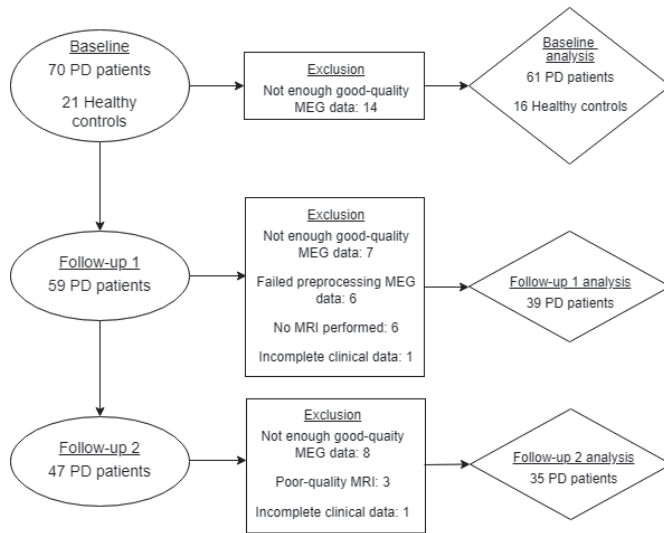 Baseline
70 PD patients
21 Healthy
controls
Exclusion
Not enough good-quality
MEG data: 14
Baseline
analysis
61 PD patients
16 Healthy controls
Follow-up 1
59 PD patients
Exclusion
Not enough good-quality
MEG data: 7
Failed preprocessing MEG
data: 6
No MRI performed: 6
Incomplete clinical data: 1
Follow-up 1 analysis
39 PD patients
Follow-up 2
47 PD patients
Exclusion
Not enough good-quaity
MEG data: 8
Poor-quality MRI: 3
Incomplete clinical data: 1
Follow-up 2 analysis
35 PD patients